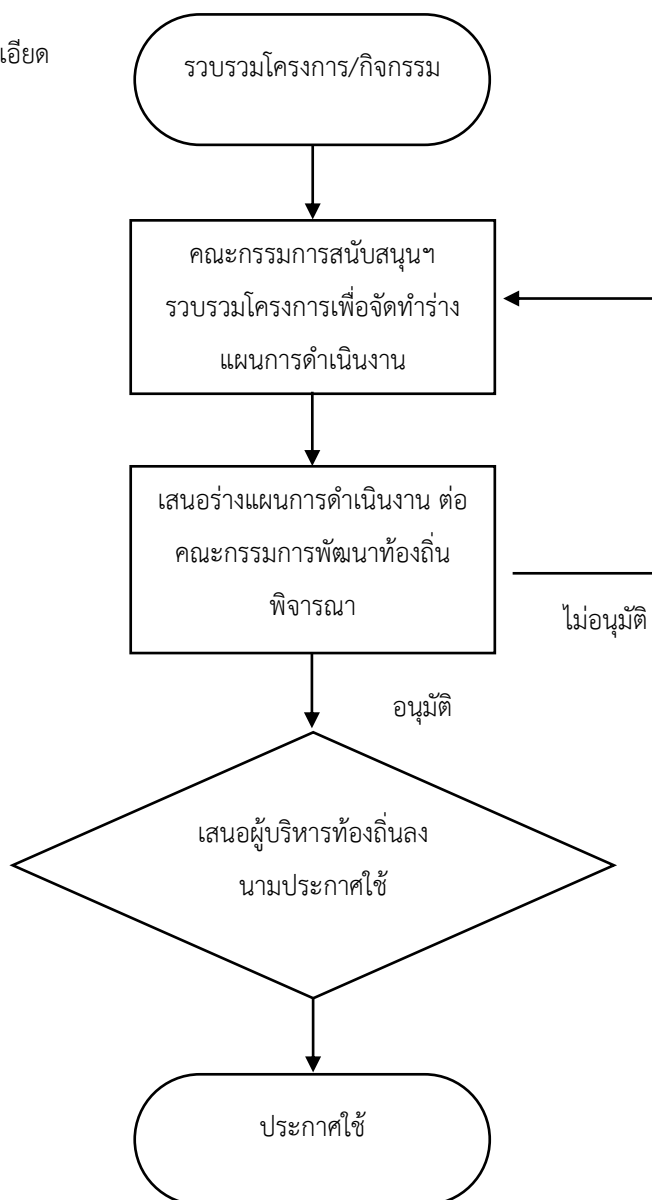 เอียด
รวบรวมโครงการ/กิจกรรม
คณะกรรมการสนับสนุนฯ
รวบรวมโครงการเพื่อจัดทำร่าง
แผนการดำเนินงาน
เสนอร่างแผนการดำเนินงาน ต่อ
คณะกรรมการพัฒนาท้องถิ่น
พิจารณา
ไม่อนุมัติ
อนุมัติ
เสนอผู้บริหารท้องถิ่นลง
นามประกาศใช้
ประกาศใช้